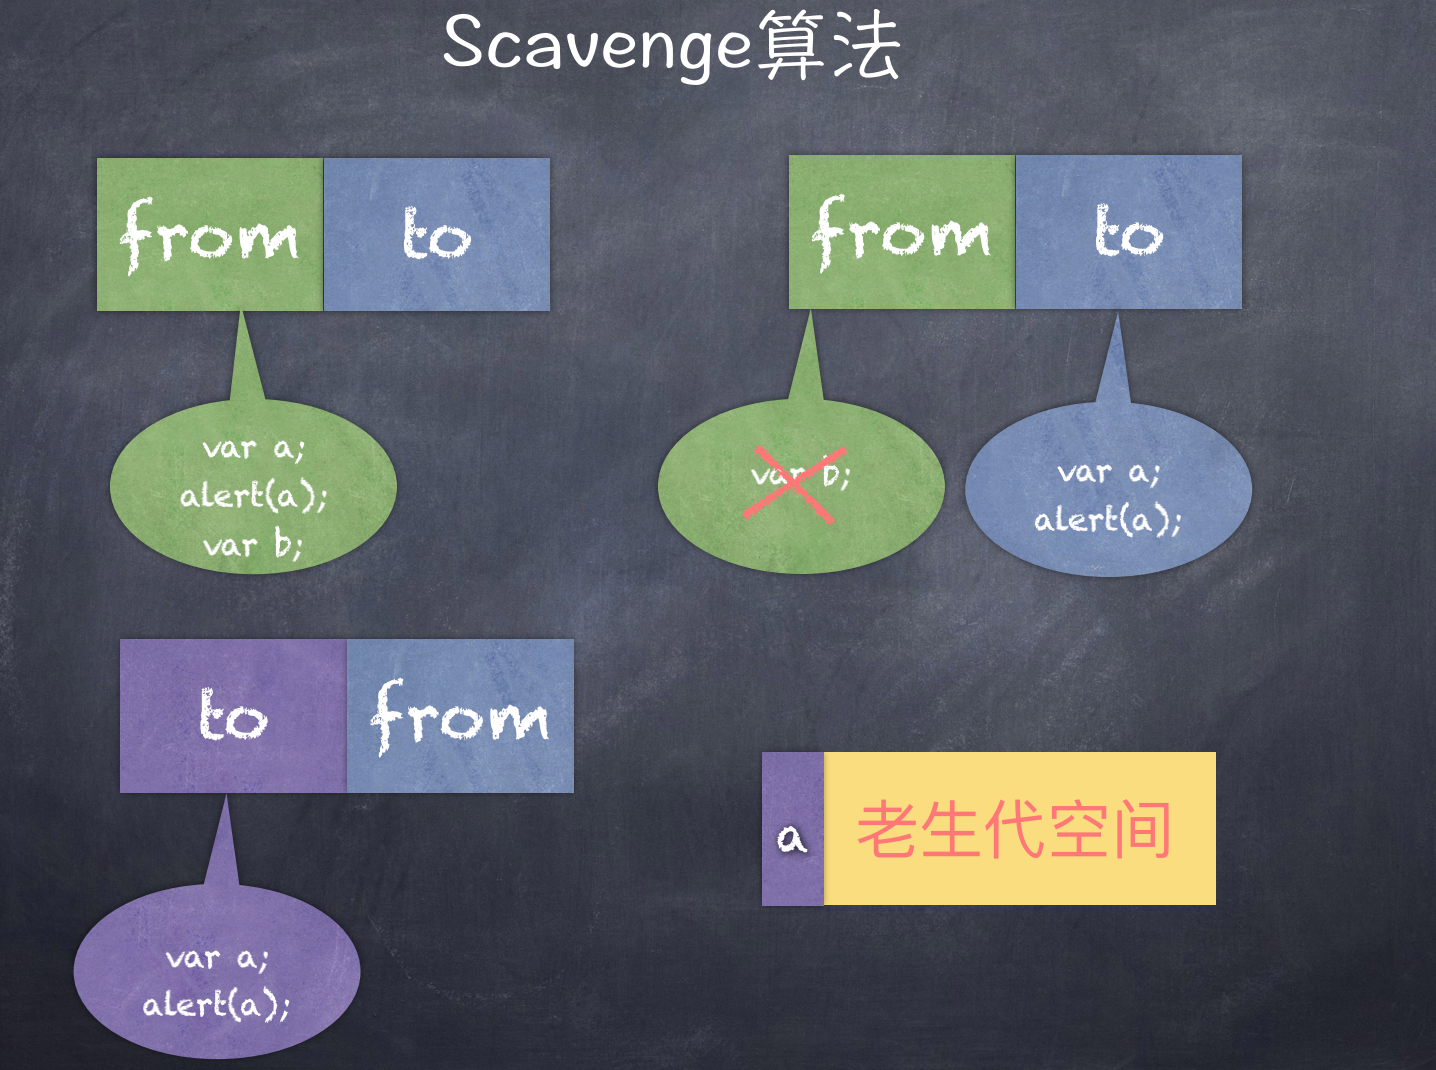 Scavenge算法
from
to
var a;
alert(a);
var b;
from
to
var b;
var a;
alert(a);
to
from
var a;
alert(a);
a
老生代空间